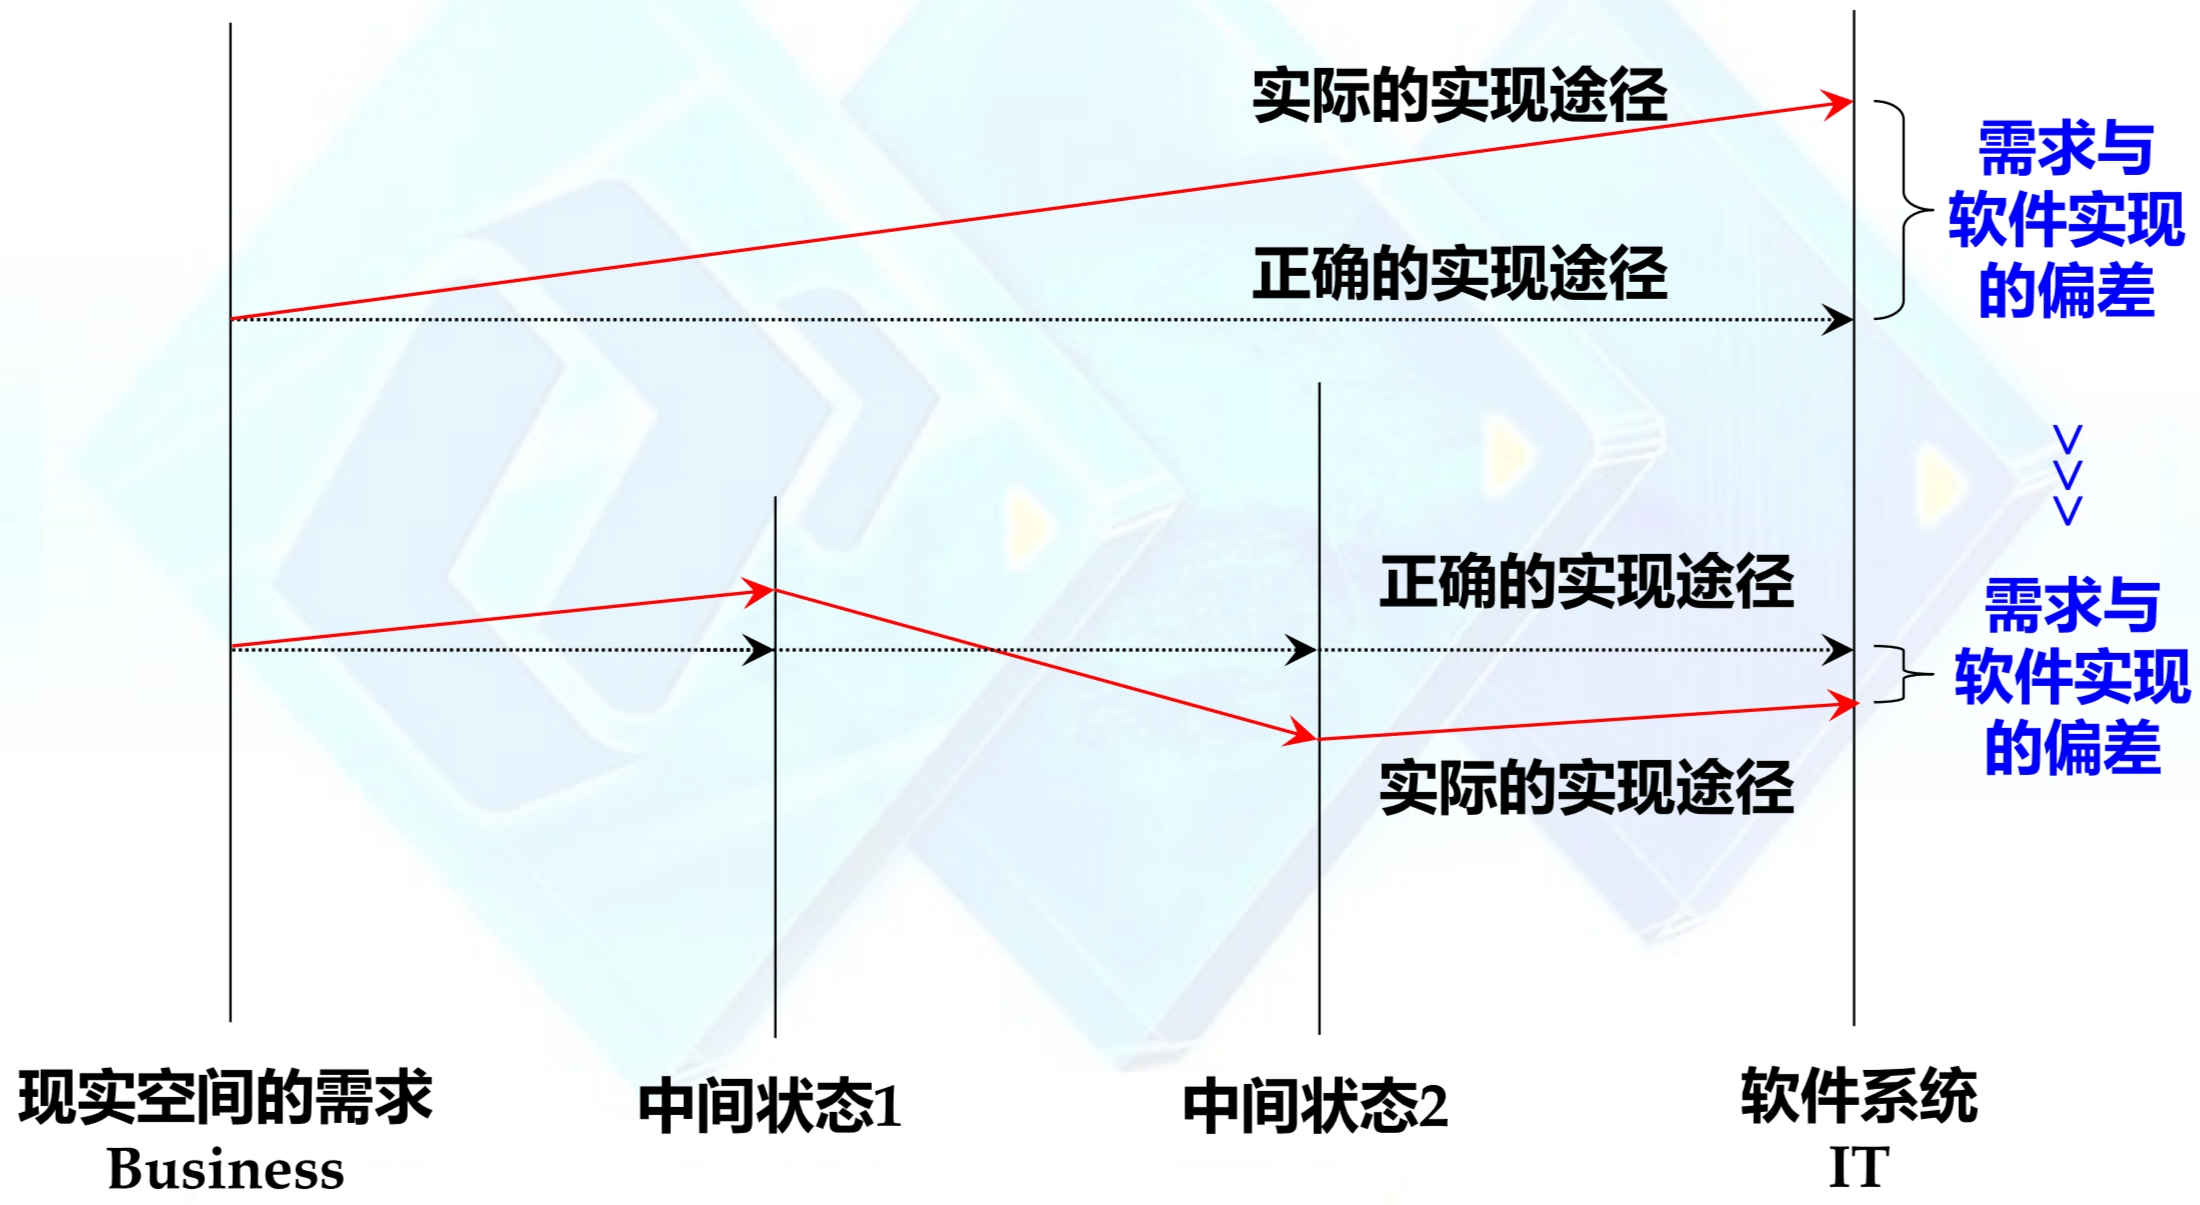 实际的实现途径
正确的实现途径
需求与
软件实现
的偏差
>>>
正确的实现途径
实际的实现途径
需求与
软件实现
的偏差
现实空间的需求
Business
中间状态1
中间状态2
软件系统
IT